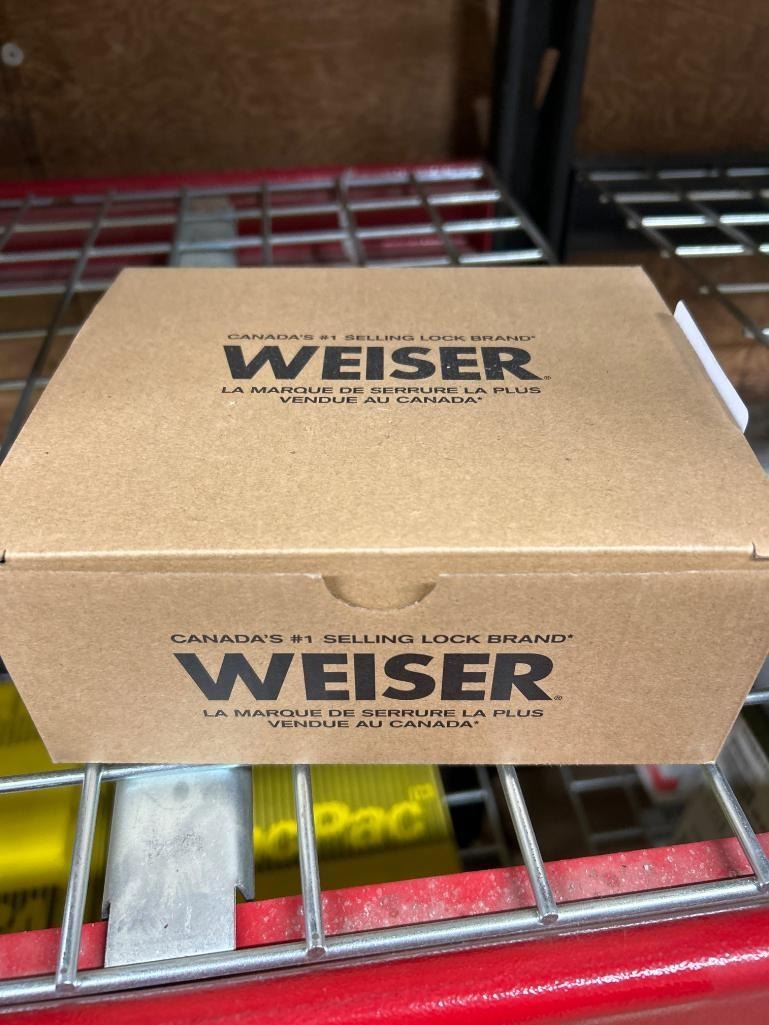 CANADA'S #1 SELLING LOCK BRAND*
WEISER®
LA MARQUE DE SERRURE LA PLUS
VENDUE AU CANADA*
CANADA'S #1 SELLING LOCK BRAND*
WEISER®
LA MARQUE DE SERRURE LA PLUS
VENDUE AU CANADA*